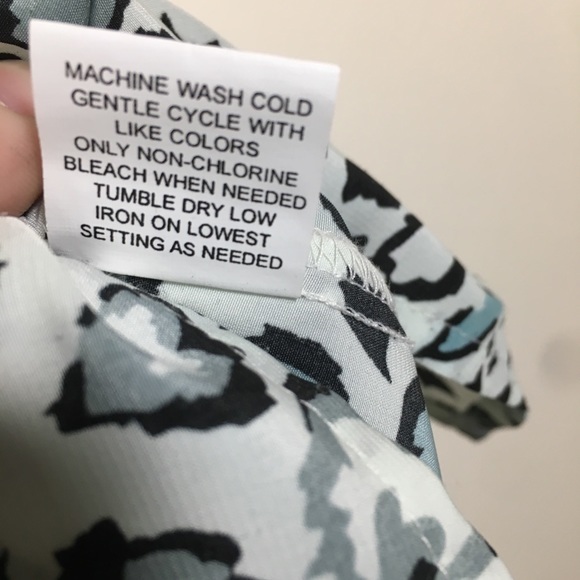 MACHINE WASH COLD
GENTLE CYCLE WITH
LIKE COLORS
ONLY NON-CHLORINE
BLEACH WHEN NEEDED
TUMBLE DRY LOW
IRON ON LOWEST
SETTING AS NEEDED